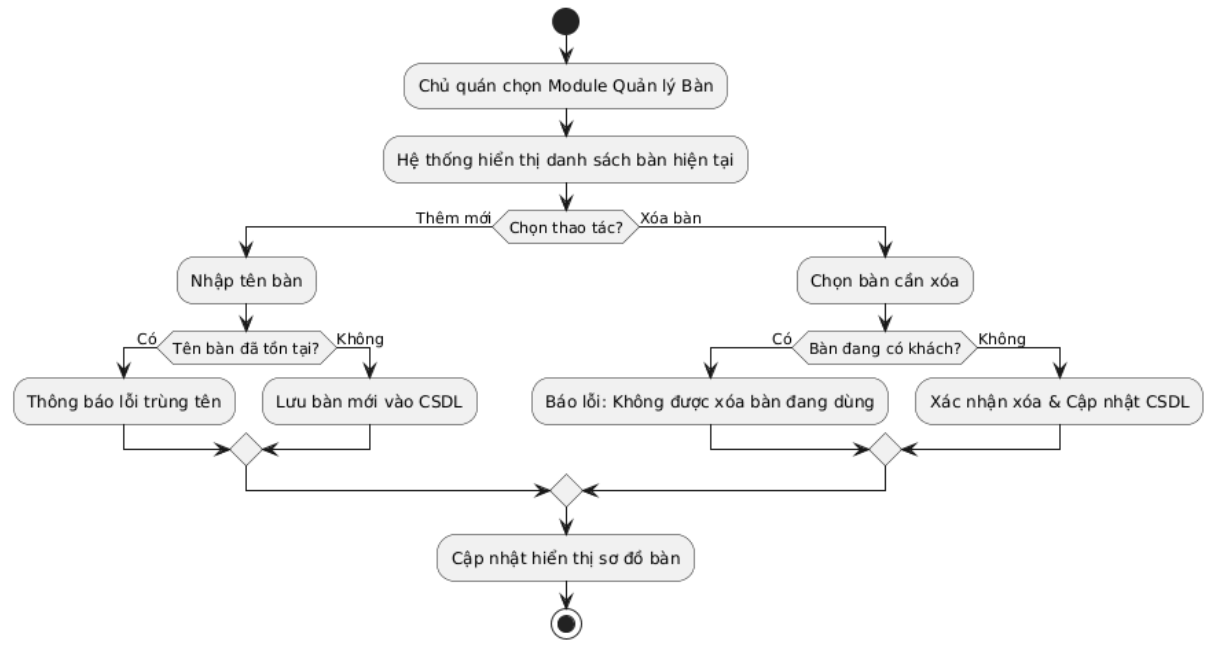 Chủ quán chọn Module Quản lý Bàn
Hệ thống hiển thị danh sách bàn hiện tại
Chọn thao tác?
Thêm mới
Xóa bàn
Nhập tên bàn
Tên bàn đã tồn tại?
Có
Không
Thông báo lỗi trùng tên
Lưu bàn mới vào CSDL
Chọn bàn cần xóa
Bàn đang có khách?
Có
Không
Báo lỗi: Không được xóa bàn đang dùng
Xác nhận xóa & Cập nhật CSDL
Cập nhật hiển thị sơ đồ bàn